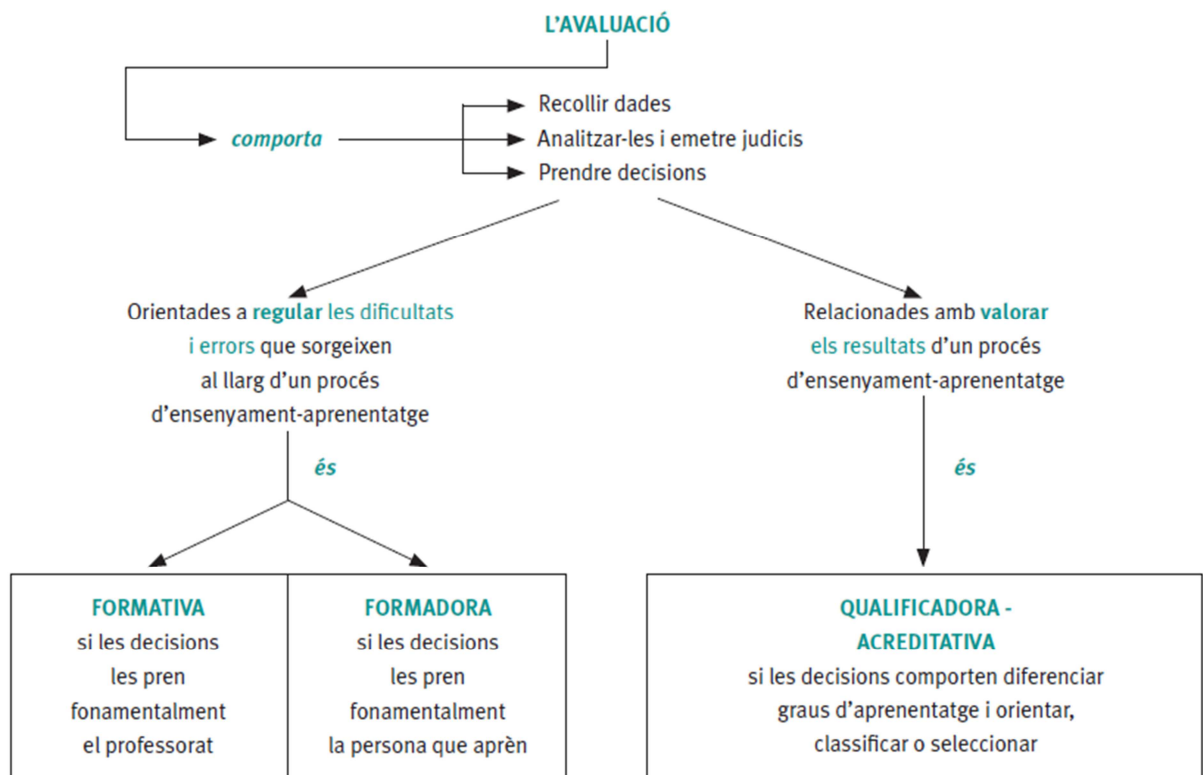 L'AVALUACIÓ
comporta
Recollir dades
Analitzar-les i emetre judicis
Prendre decisions
Orientades a regular les dificultats
i errors que sorgeixen
al llarg d'un procés
d'ensenyament-aprenentatge
és
Relacionades amb valorar
els resultats d'un procés
d'ensenyament-aprenentatge
és
FORMATIVA
si les decisions
les pren
fonamentalment
el professorat
FORMADORA
si les decisions
les pren
fonamentalment
la persona que aprèn
QUALIFICADORA -
ACREDITATIVA
si les decisions comporten diferenciar
graus d'aprenentatge i orientar,
classificar o seleccionar